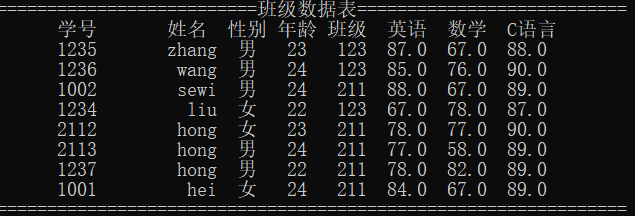 ===========================班级数据表============================
学号 姓名 性别 年龄 班级 英语 数学 C语言
1235 zhang 男 23 123 87.0 67.0 88.0
1236 wang 男 24 123 85.0 76.0 90.0
1002 sewi 男 24 211 88.0 67.0 89.0
1234 liu 女 22 123 67.0 78.0 87.0
2112 hong 女 23 211 78.0 77.0 90.0
2113 hong 男 24 211 77.0 58.0 89.0
1237 hong 男 22 211 78.0 82.0 89.0
1001 hei 女 24 211 84.0 67.0 89.0
==================================================================